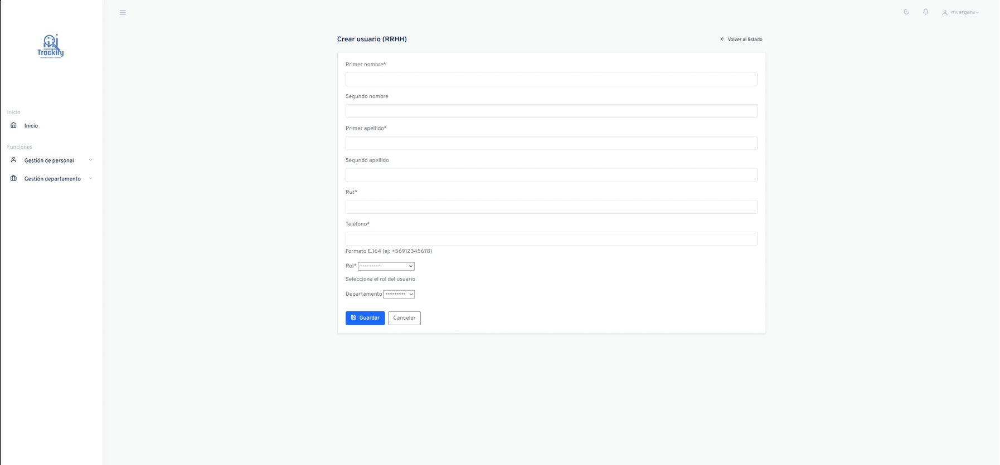 Trackify
Inicio
Inicio
Funciones
Gestión de personal
Gestión departamento
mvergara
Crear usuario (RRHH)
Volver al listado
Primer nombre*
Segundo nombre
Primer apellido*
Segundo apellido
Rut*
Teléfono*
Formato E.164 (ej: +56912345678)
Rol* ---------
Selecciona el rol del usuario
Departamento ---------
Guardar
Cancelar